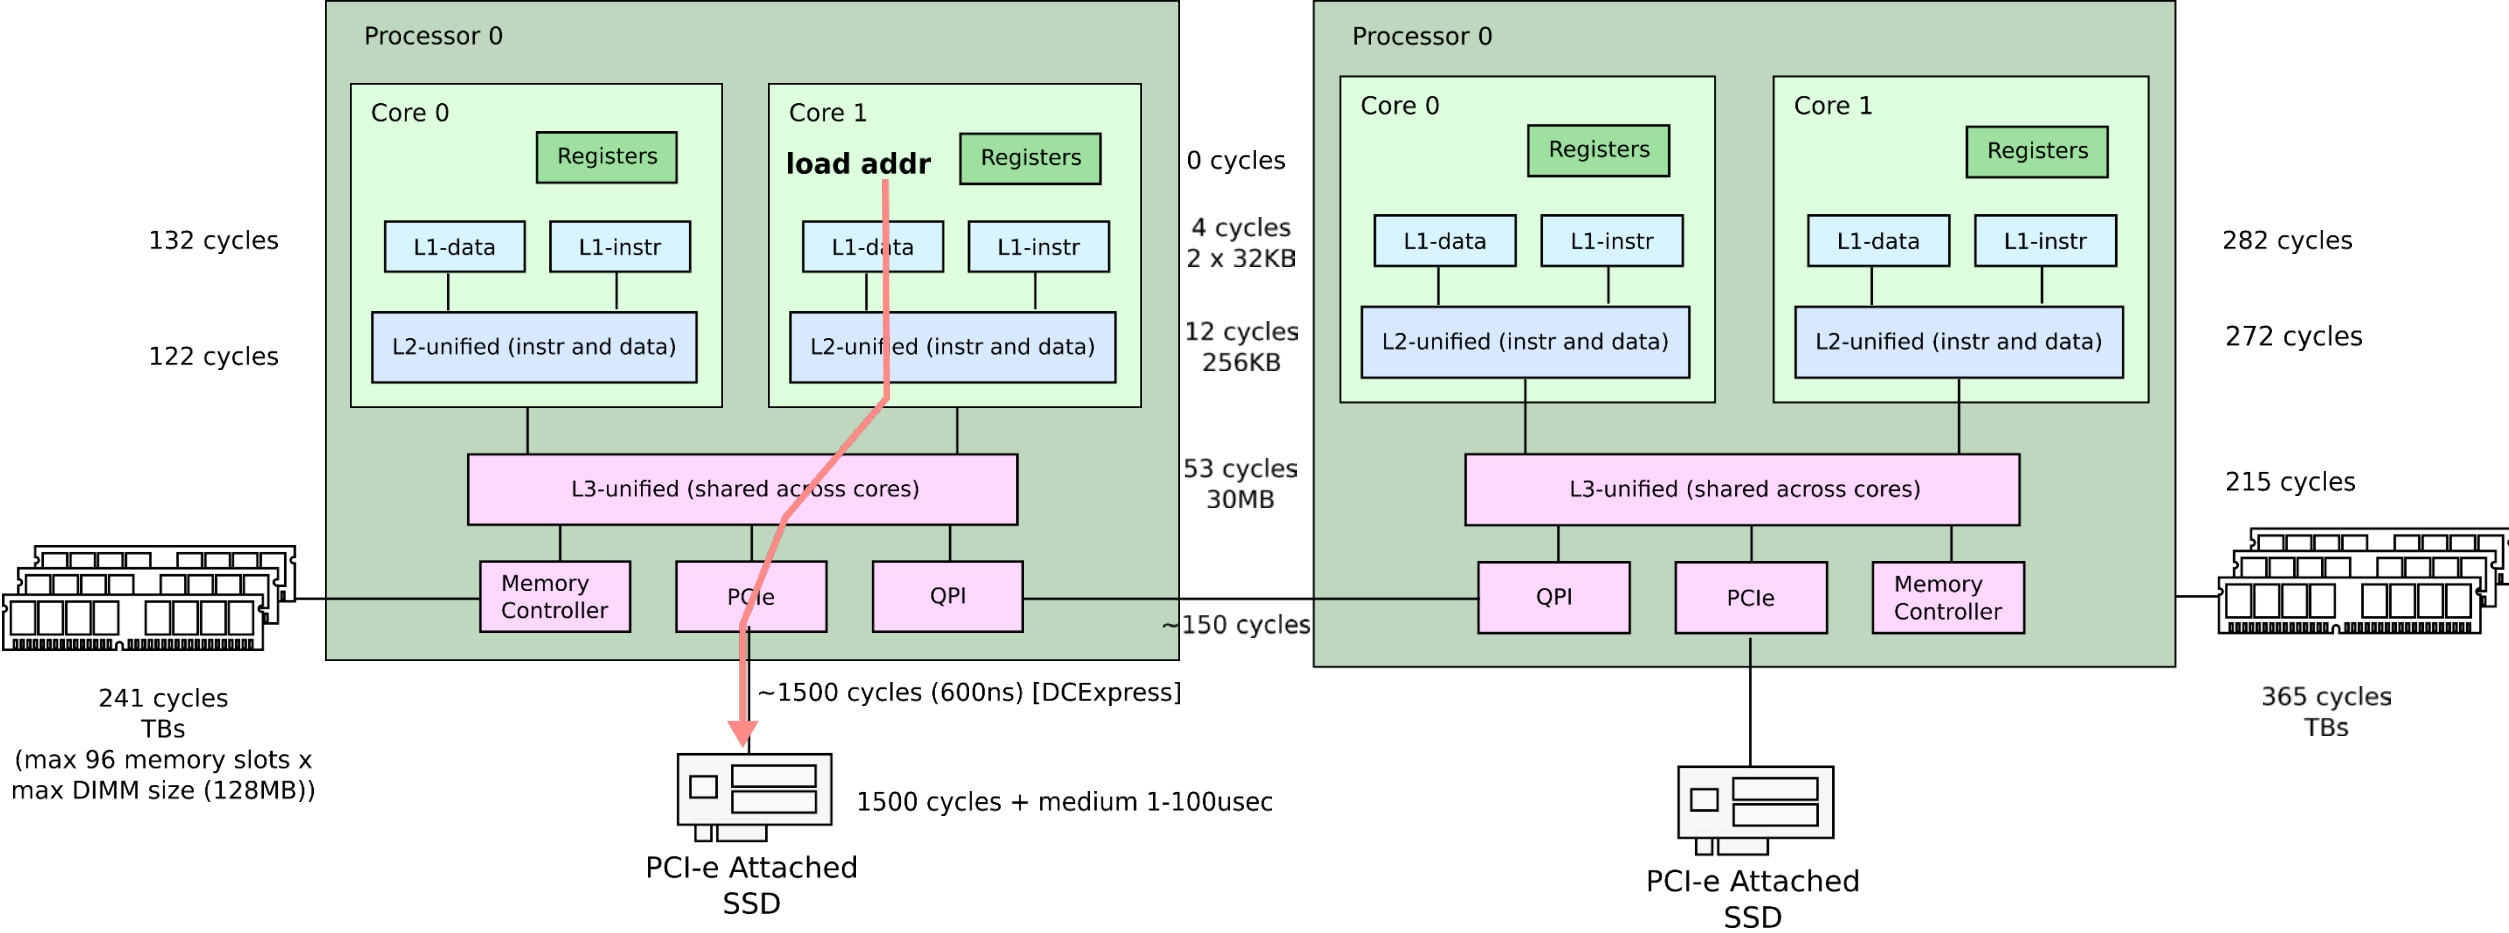 Processor 0
Core 0
Registers
L1-data
L1-instr
L2-unified (instr and data)
Core 1
load addr
Registers
L1-data
L1-instr
L2-unified (instr and data)
L3-unified (shared across cores)
Memory
Controller
PCIe
QPI
132 cycles
122 cycles
241 cycles
TBs
(max 96 memory slots x
max DIMM size (128MB))
0 cycles
4 cycles
2 x 32KB
12 cycles
256KB
53 cycles
30MB
~150 cycles
~1500 cycles (600ns) [DCExpress]
1500 cycles + medium 1-100usec
PCI-e Attached
SSD
Processor 0
Core 0
Registers
L1-data
L1-instr
L2-unified (instr and data)
Core 1
Registers
L1-data
L1-instr
L2-unified (instr and data)
L3-unified (shared across cores)
QPI
PCIe
Memory
Controller
282 cycles
272 cycles
215 cycles
365 cycles
TBs
PCI-e Attached
SSD